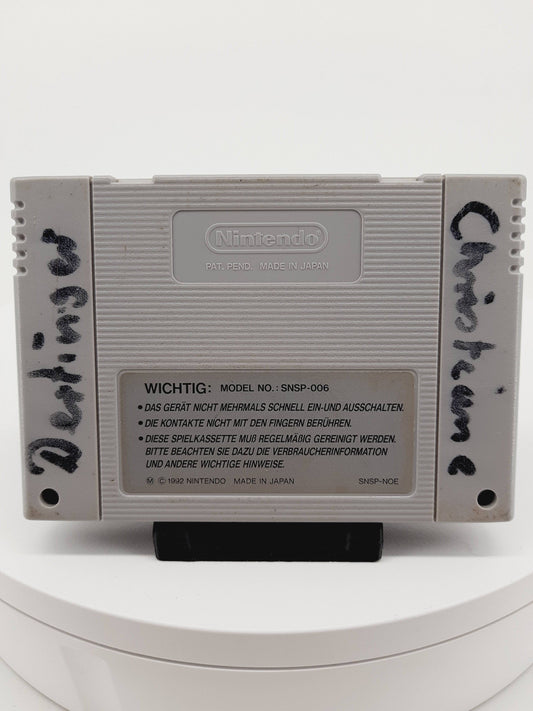 Nintendo
PAT. PEND. MADE IN JAPAN
WICHTIG: MODEL NO.: SNSP-006
• DAS GERÄT NICHT MEHRMALS SCHNELL EIN-UND AUSSCHALTEN.
• DIE KONTAKTE NICHT MIT DEN FINGERN BERÜHREN.
• DIESE SPIELKASSETTE MUß REGELMÄßIG GEREINIGT WERDEN.
BITTE BEACHTEN SIE DAZU DIE VERBRAUCHERINFORMATION
UND ANDERE WICHTIGE HINWEISE.
Ⓜ © 1992 NINTENDO MADE IN JAPAN SNSP-NOE